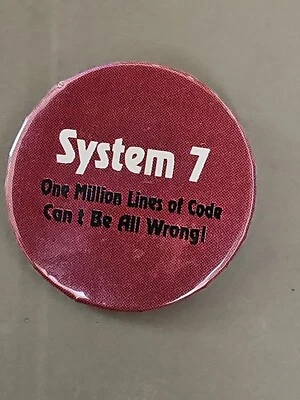 System 7
One Million Lines of Code
Can t Be All Wrong!